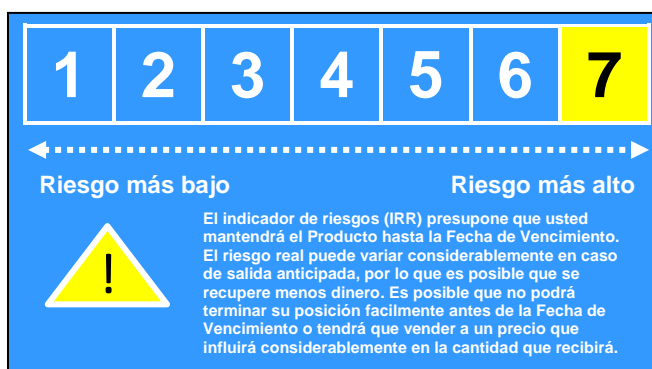 1 2 3 4 5 6 7
Riesgo más bajo Riesgo más alto
El indicador de riesgos (IRR) presupone que usted
mantendrá el Producto hasta la Fecha de Vencimiento.
El riesgo real puede variar considerablemente en caso
de salida anticipada, por lo que es posible que se
recupere menos dinero. Es posible que no podrá
terminar su posición facilmente antes de la Fecha de
Vencimiento o tendrá que vender a un precio que
influirá considerablemente en la cantidad que recibirá.
!